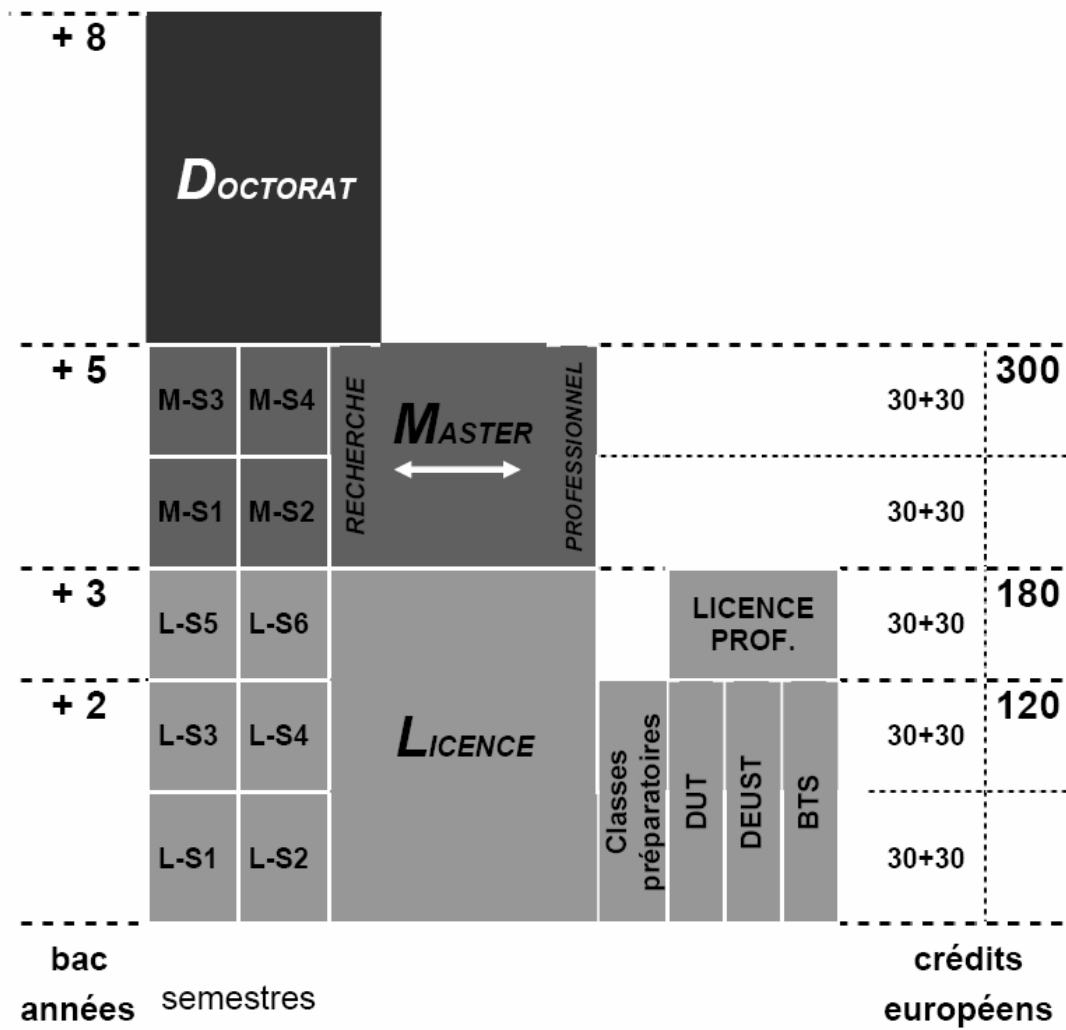 + 8
DOCTORAT
+ 5
M-S3 M-S4
RECHERCHE
MASTER
PROFESSIONNEL
30+30
300
M-S1 M-S2
30+30
+ 3
L-S5 L-S6
LICENCE
PROF.
30+30
180
+ 2
L-S3 L-S4
LICENCE
Classes
préparatoires
DUT
DEUST
BTS
30+30
120
L-S1 L-S2
30+30
bac
années
semestres
crédits
européens